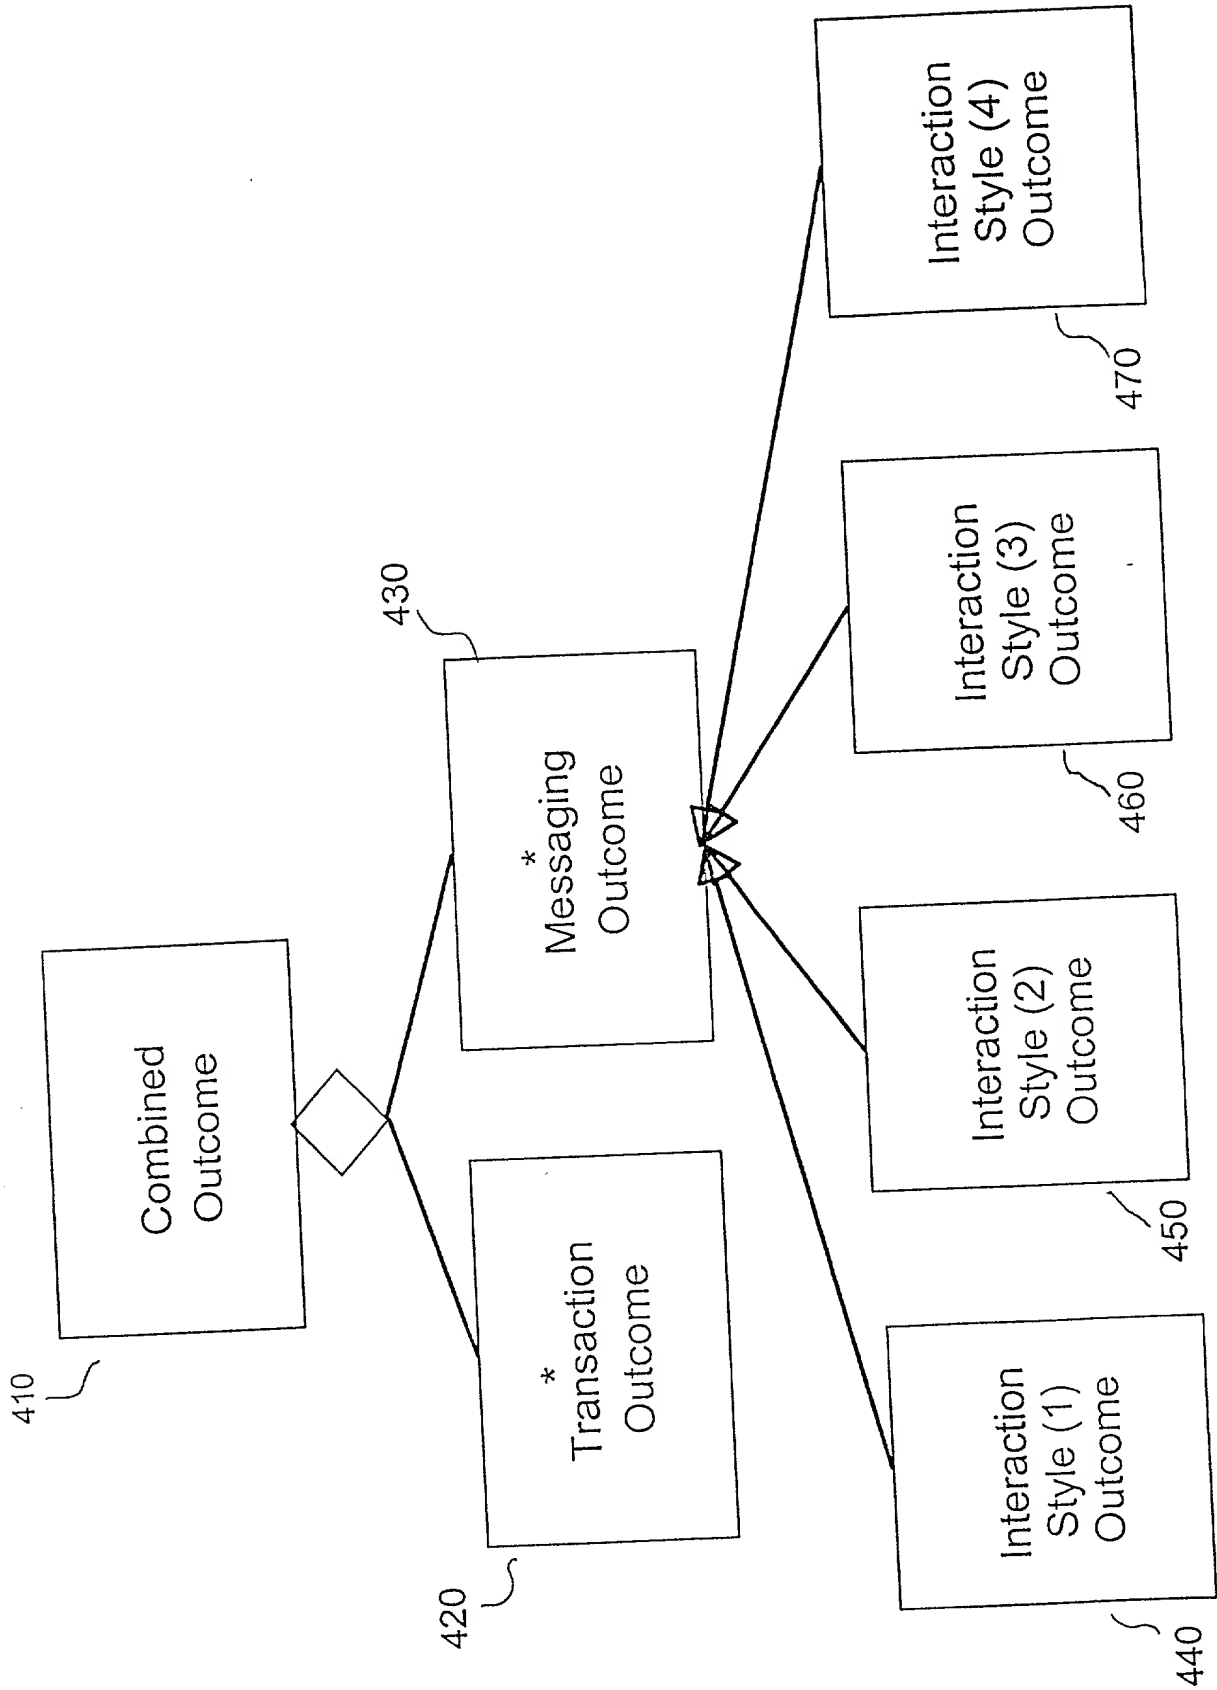 410
Combined
Outcome
420
*
Transaction
Outcome
430
*
Messaging
Outcome
440
Interaction
Style (1)
Outcome
450
Interaction
Style (2)
Outcome
460
Interaction
Style (3)
Outcome
470
Interaction
Style (4)
Outcome